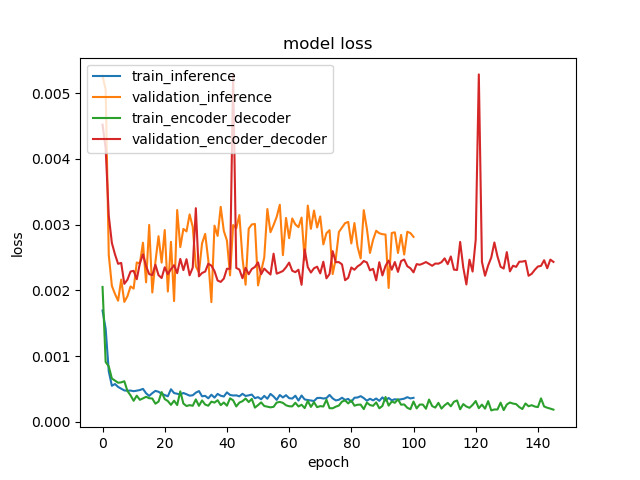 model loss
train_inference
validation_inference
train_encoder_decoder
validation_encoder_decoder
loss
0.005
0.004
0.003
0.002
0.001
0.000
0 20 40 60 80 100 120 140
epoch